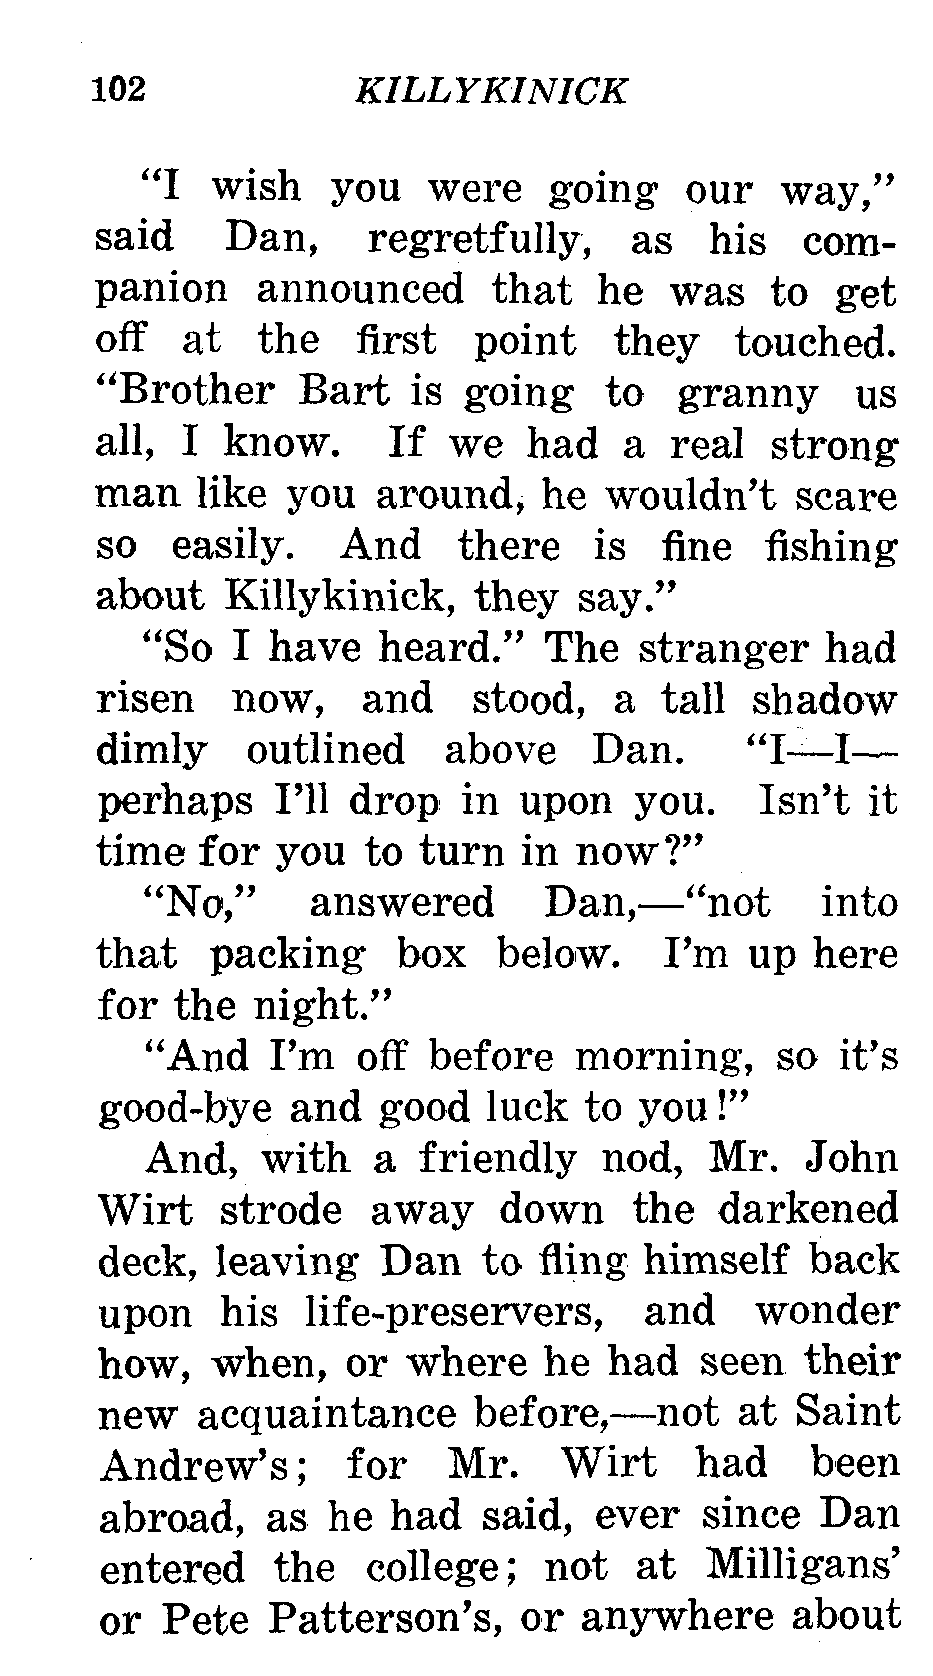 102 KILLYKINICK
"I wish you were going our way,"
said Dan, regretfully, as his com-
panion announced that he was to get
off at the first point they touched.
"Brother Bart is going to granny us
all, I know. If we had a real strong
man like you around, he wouldn't scare
so easily. And there is fine fishing
about Killykinick, they say."
"So I have heard." The stranger had
risen now, and stood, a tall shadow
dimly outlined above Dan. "I—I—
perhaps I'll drop in upon you. Isn't it
time for you to turn in now?"
"No," answered Dan,—"not into
that packing box below. I'm up here
for the night."
"And I'm off before morning, so it's
good-bye and good luck to you!"
And, with a friendly nod, Mr. John
Wirt strode away down the darkened
deck, leaving Dan to fling himself back
upon his life-preservers, and wonder
how, when, or where he had seen their
new acquaintance before,—not at Saint
Andrew's; for Mr. Wirt had been
abroad, as he had said, ever since Dan
entered the college; not at Milligans'
or Pete Patterson's, or anywhere about